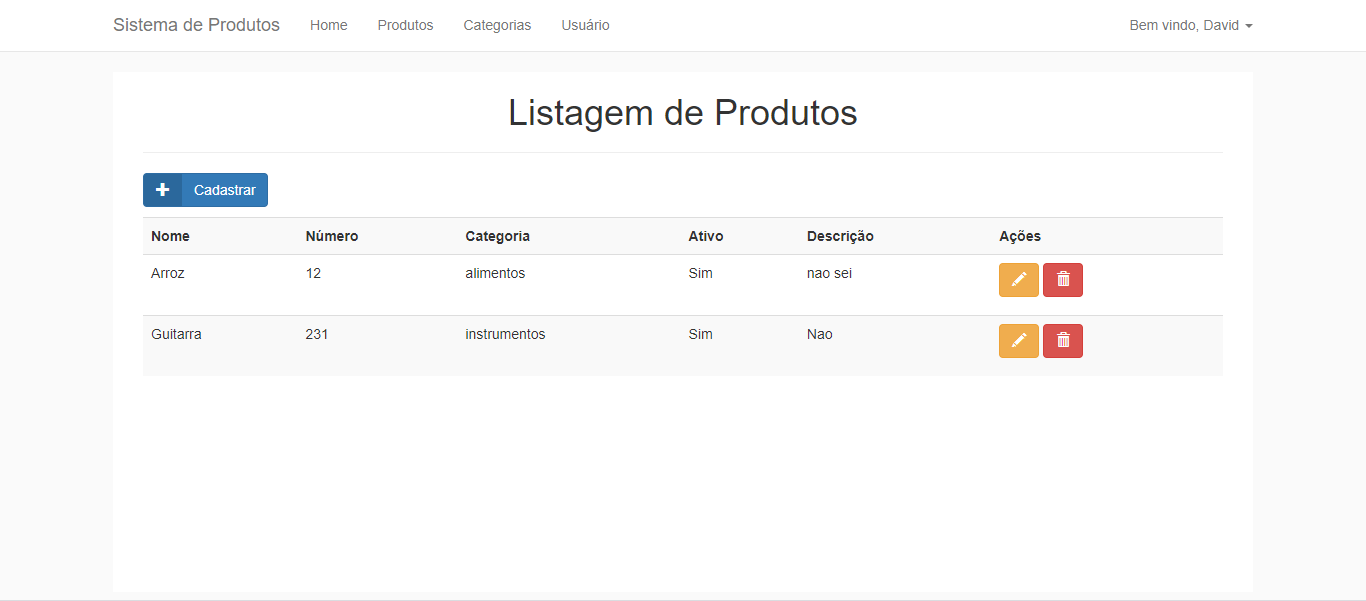 Sistema de Produtos Home Produtos Categorias Usuário Bem vindo, David
Listagem de Produtos
Cadastrar
Nome Número Categoria Ativo Descrição Ações
Arroz 12 alimentos Sim nao sei
Guitarra 231 instrumentos Sim Nao